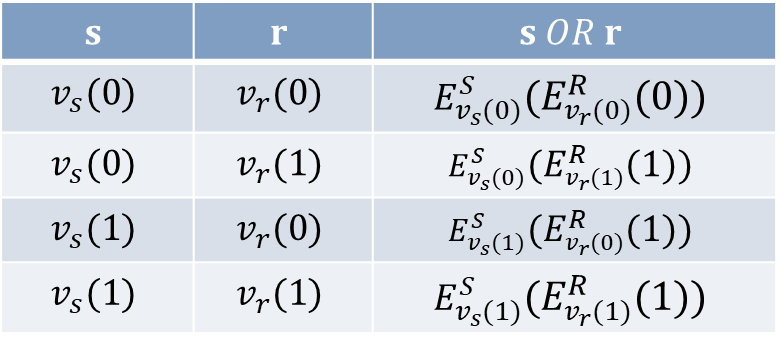 s r s OR r
v_s(0) v_r(0) E^S_{v_s(0)}(E^R_{v_r(0)}(0))
v_s(0) v_r(1) E^S_{v_s(0)}(E^R_{v_r(1)}(1))
v_s(1) v_r(0) E^S_{v_s(1)}(E^R_{v_r(0)}(1))
v_s(1) v_r(1) E^S_{v_s(1)}(E^R_{v_r(1)}(1))